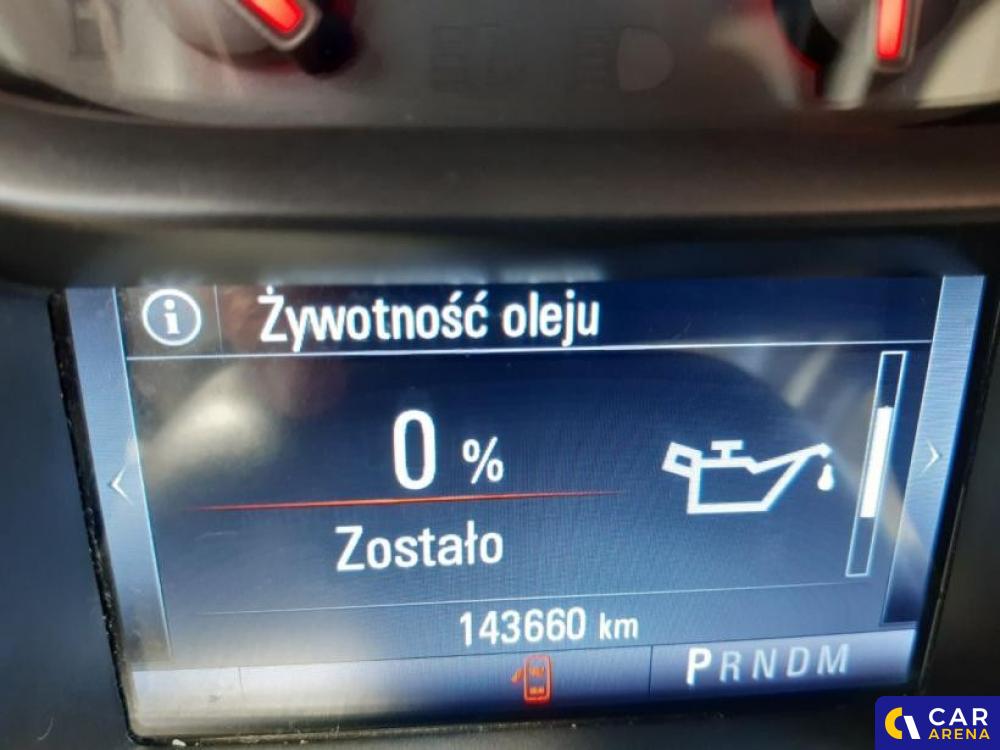 Żywotność oleju
0 %
Zostało
143660 km
PRNDM
CAR
ARENA